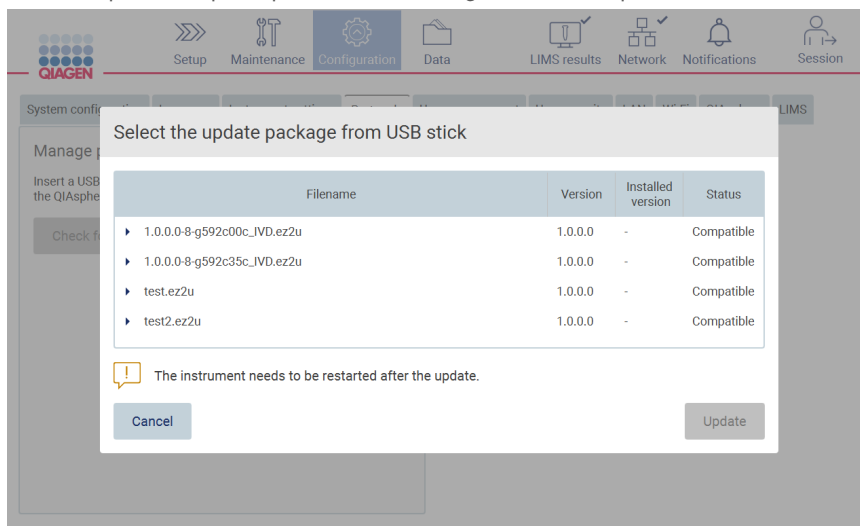 QIAGEN
Setup
Maintenance
Configuration
Data
LIMS results
Network
Notifications
Session
System config
LIMS
Manage
Insert a USB
the QIAsphe
Check f
Select the update package from USB stick
Filename Version Installed version Status
1.0.0.0-8-g592c00c_IVD.ez2u 1.0.0.0 - Compatible
1.0.0.0-8-g592c35c_IVD.ez2u 1.0.0.0 - Compatible
test.ez2u 1.0.0.0 - Compatible
test2.ez2u 1.0.0.0 - Compatible
The instrument needs to be restarted after the update.
Cancel
Update